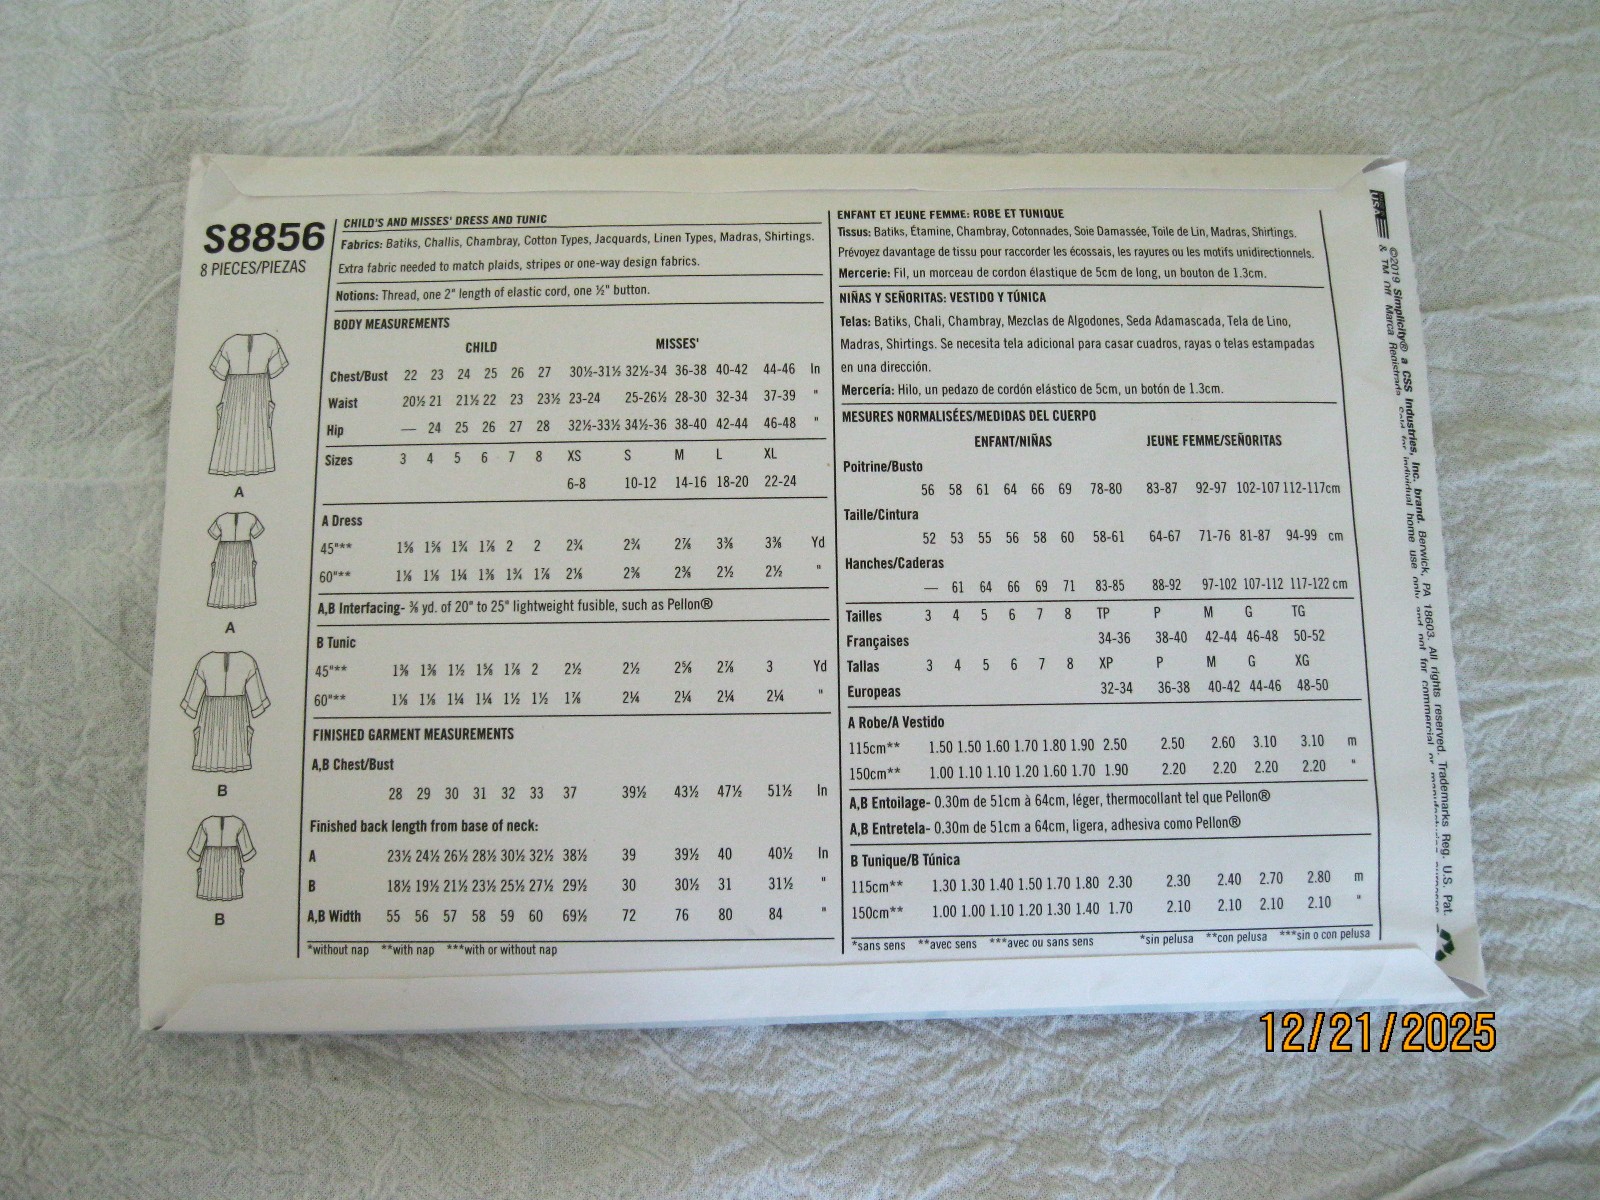 S8856
8 PIECES/PIEZAS
A
A
B
B
CHILD'S AND MISSES' DRESS AND TUNIC
Fabrics: Batiks, Challis, Chambray, Cotton Types, Jacquards, Linen Types, Madras, Shirtings.
Extra fabric needed to match plaids, stripes or one-way design fabrics.
Notions: Thread, one 2" length of elastic cord, one ½" button.
BODY MEASUREMENTS
CHILD MISSES'
Chest/Bust 22 23 24 25 26 27 30½-31½ 32½-34 36-38 40-42 44-46 In
Waist 20½ 21 21½ 22 23 23½ 23-24 25-26½ 28-30 32-34 37-39 "
Hip — 24 25 26 27 28 32½-33½ 34½-36 38-40 42-44 46-48 "
Sizes 3 4 5 6 7 8 XS S M L XL
6-8 10-12 14-16 18-20 22-24
A Dress
45"** 1¾ 1⅞ 2 2 2¾ 2¾ 2⅞ 3⅜ 3⅜ Yd
60"** 1⅛ 1⅛ 1¼ 1⅜ 1¾ 1⅞ 2⅛ 2⅜ 2⅜ 2½ 2½ "
A,B Interfacing- yd. of 20" to 25" lightweight fusible, such as Pellon®
B Tunic
45"** 1⅜ 1⅜ 1½ 1⅝ 1⅞ 2 2½ 2½ 2⅝ 2⅞ 3 Yd
60"** 1⅛ 1⅛ 1¼ 1¼ 1½ 1½ 1⅞ 2¼ 2¼ 2¼ 2¼ "
FINISHED GARMENT MEASUREMENTS
A,B Chest/Bust
28 29 30 31 32 33 37 39½ 43½ 47½ 51½ In
Finished back length from base of neck:
A 23½ 24½ 26½ 28½ 30½ 32½ 38½ 39 39½ 40 40½ In
B 18½ 19½ 21½ 23½ 25½ 27½ 29½ 30 30½ 31 31½ "
A,B Width 55 56 57 58 59 60 69½ 72 76 80 84 "
*without nap **with nap ***with or without nap
ENFANT ET JEUNE FEMME: ROBE ET TUNIQUE
Tissus: Batiks, Étamine, Chambray, Cotonnades, Soie Damassée, Toile de Lin, Madras, Shirtings.
Prévoyez davantage de tissu pour raccorder les écossais, les rayures ou les motifs unidirectionnels.
Mercerie: Fil, un morceau de cordon élastique de 5cm de long, un bouton de 1.3cm.
NIÑAS Y SEÑORITAS: VESTIDO Y TÚNICA
Telas: Batiks, Chali, Chambray, Mezclas de Algodones, Seda Adamascada, Tela de Lino,
Madras, Shirtings. Se necesita tela adicional para casar cuadros, rayas o telas estampadas
en una dirección.
Mercería: Hilo, un pedazo de cordón elástico de 5cm, un botón de 1.3cm.
MESURES NORMALISÉES/MEDIDAS DEL CUERPO
ENFANT/NIÑAS JEUNE FEMME/SEÑORITAS
Poitrine/Busto
56 58 61 64 66 69 78-80 83-87 92-97 102-107 112-117cm
Taille/Cintura
52 53 55 56 58 60 58-61 64-67 71-76 81-87 94-99 cm
Hanches/Caderas
— 61 64 66 69 71 83-85 88-92 97-102 107-112 117-122 cm
Tailles 3 4 5 6 7 8 TP P M G TG
Françaises 34-36 38-40 42-44 46-48 50-52
Tallas 3 4 5 6 7 8 XP P M G XG
Europeas 32-34 36-38 40-42 44-46 48-50
A Robe/A Vestido
115cm** 1.50 1.50 1.60 1.70 1.80 1.90 2.50 2.50 2.60 3.10 3.10 m
150cm** 1.00 1.10 1.10 1.20 1.60 1.70 1.90 2.20 2.20 2.20 2.20 "
A,B Entoilage- 0.30m de 51cm à 64cm, léger, thermocollant tel que Pellon®
A,B Entretela- 0.30m de 51cm a 64cm, ligera, adhesiva como Pellon®
B Tunique/B Túnica
115cm** 1.30 1.30 1.40 1.50 1.70 1.80 2.30 2.30 2.40 2.70 2.80 m
150cm** 1.00 1.00 1.10 1.20 1.30 1.40 1.70 2.10 2.10 2.10 2.10 "
*sans sens **avec sens ***avec ou sans sens *sin pelusa **con pelusa ***sin o con pelusa
USA
©2019 Simplicity® a CSS Industries, Inc. brand. Berwick, PA 18603. All rights reserved. Trademarks Reg. U.S. Pat.
& TM Off. Marca Registrada. Sold for individual home use only and not for commercial or manufacturing purposes.
12/21/2025